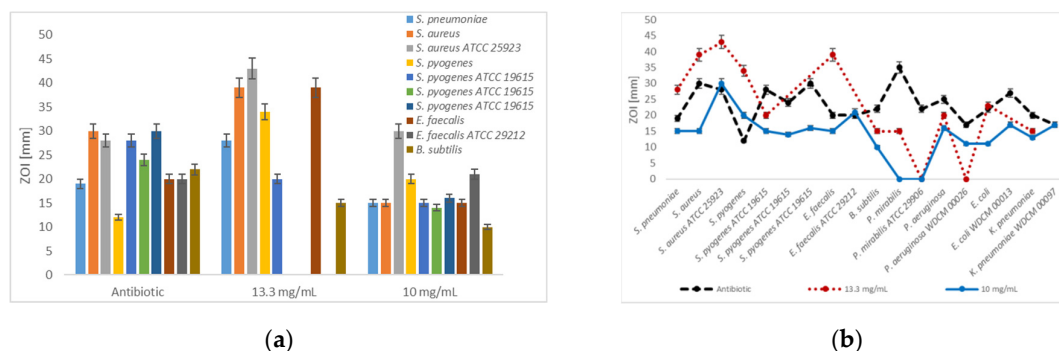 50
45
40
35
30
25
20
15
10
5
0
ZOI [mm]
Antibiotic
13.3 mg/mL
10 mg/mL
S. pneumoniae
S. aureus
S. aureus ATCC 25923
S. pyogenes
S. pyogenes ATCC 19615
S. pyogenes ATCC 19615
S. pyogenes ATCC 19615
E. faecalis
E. faecalis ATCC 29212
B. subtilis
(a)
50
45
40
35
30
25
20
15
10
5
0
ZOI [mm]
S. pneumoniae
S. aureus
S. aureus ATCC 25923
S. pyogenes
S. pyogenes ATCC 19615
S. pyogenes ATCC 19615
S. pyogenes ATCC 19615
E. faecalis
E. faecalis ATCC 29212
B. subtilis
P. mirabilis
P. mirabilis ATCC 29906
P. aeruginosa
P. aeruginosa WDCM 00026
E. coli
E. coli WDCM 00013
K. pneumoniae
K. pneumoniae WDCM 00097
Antibiotic
13.3 mg/mL
10 mg/mL
(b)